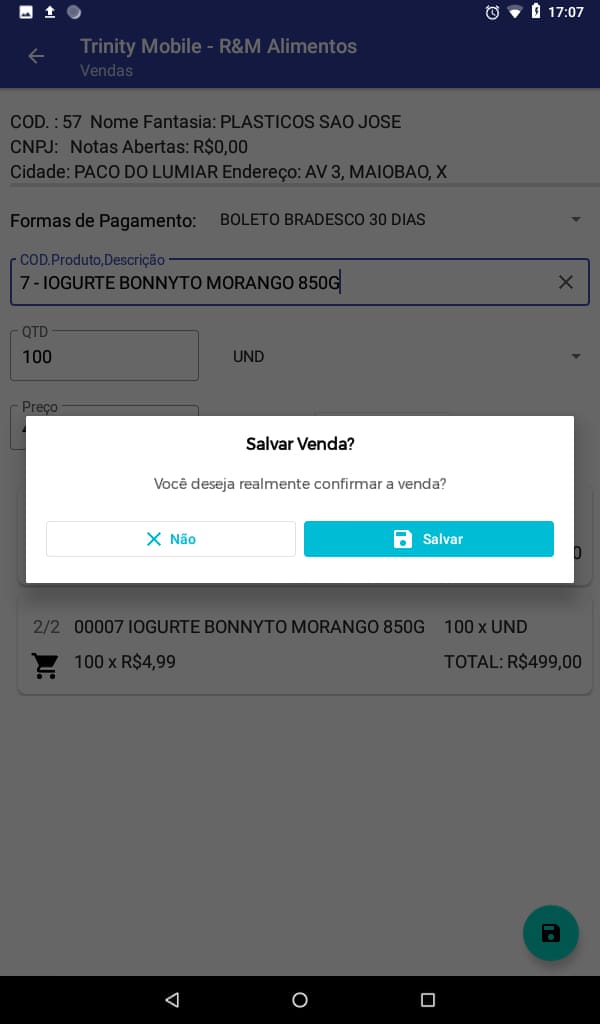 17:07
Trinity Mobile - R&M Alimentos
Vendas
COD. : 57 Nome Fantasia: PLASTICOS SAO JOSE
CNPJ: Notas Abertas: R$0,00
Cidade: PACO DO LUMIAR Endereço: AV 3, MAIOBAO, X
Formas de Pagamento: BOLETO BRADESCO 30 DIAS
COD.Produto,Descrição
7 - IOGURTE BONNYTO MORANGO 850G
QTD
100 UND
Preço
Salvar Venda?
Você deseja realmente confirmar a venda?
Não Salvar
2/2 00007 IOGURTE BONNYTO MORANGO 850G 100 x UND
100 x R$4,99 TOTAL: R$499,00